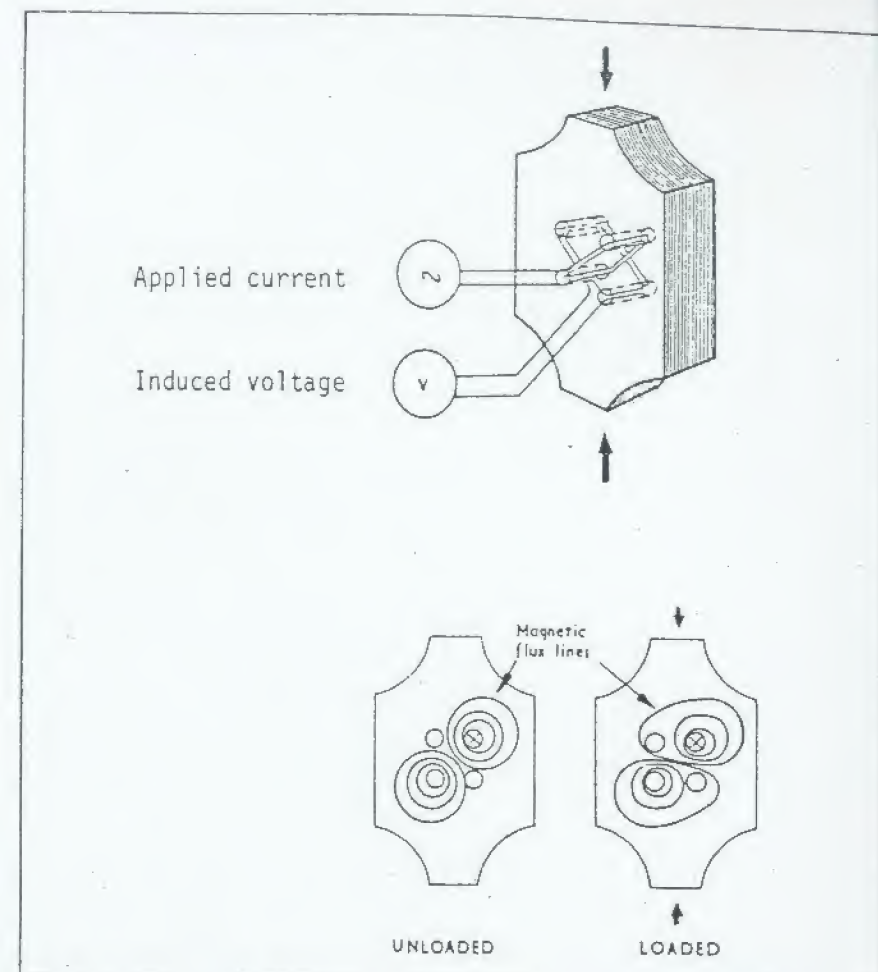 Applied current
Induced voltage
V
Magnetic
flux lines
UNLOADED
LOADED